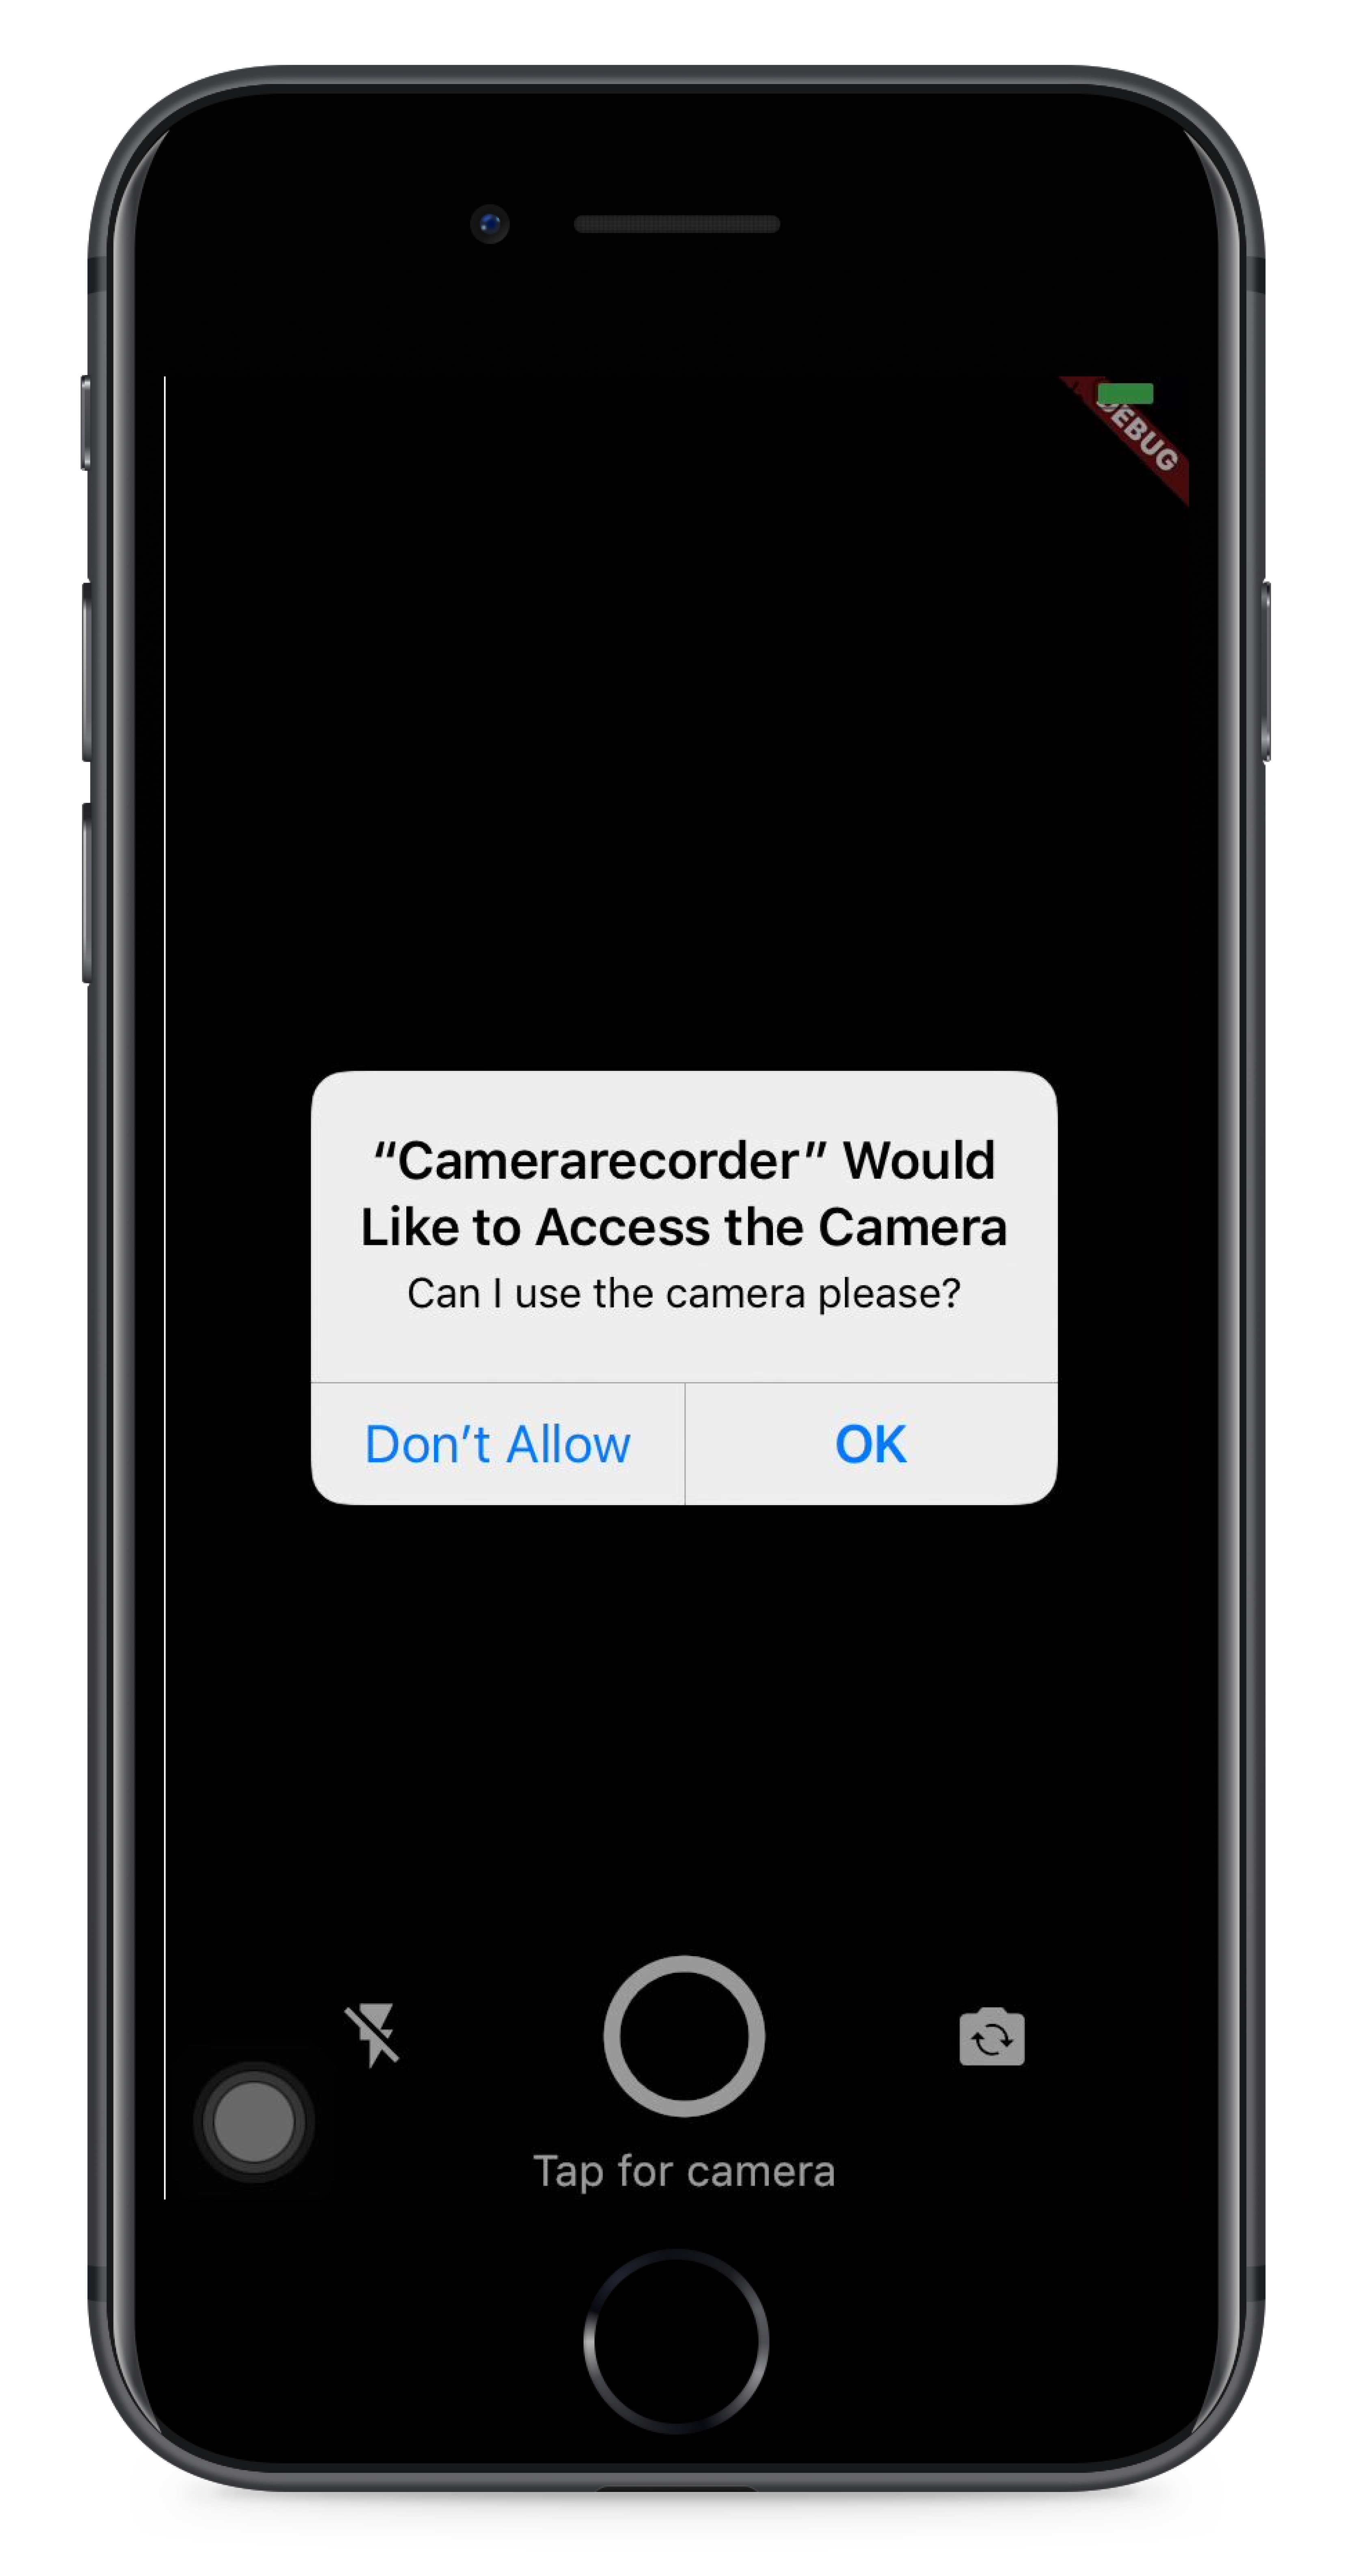 DEBUG
“Camerarecorder” Would
Like to Access the Camera
Can I use the camera please?
Don’t Allow
OK
Tap for camera